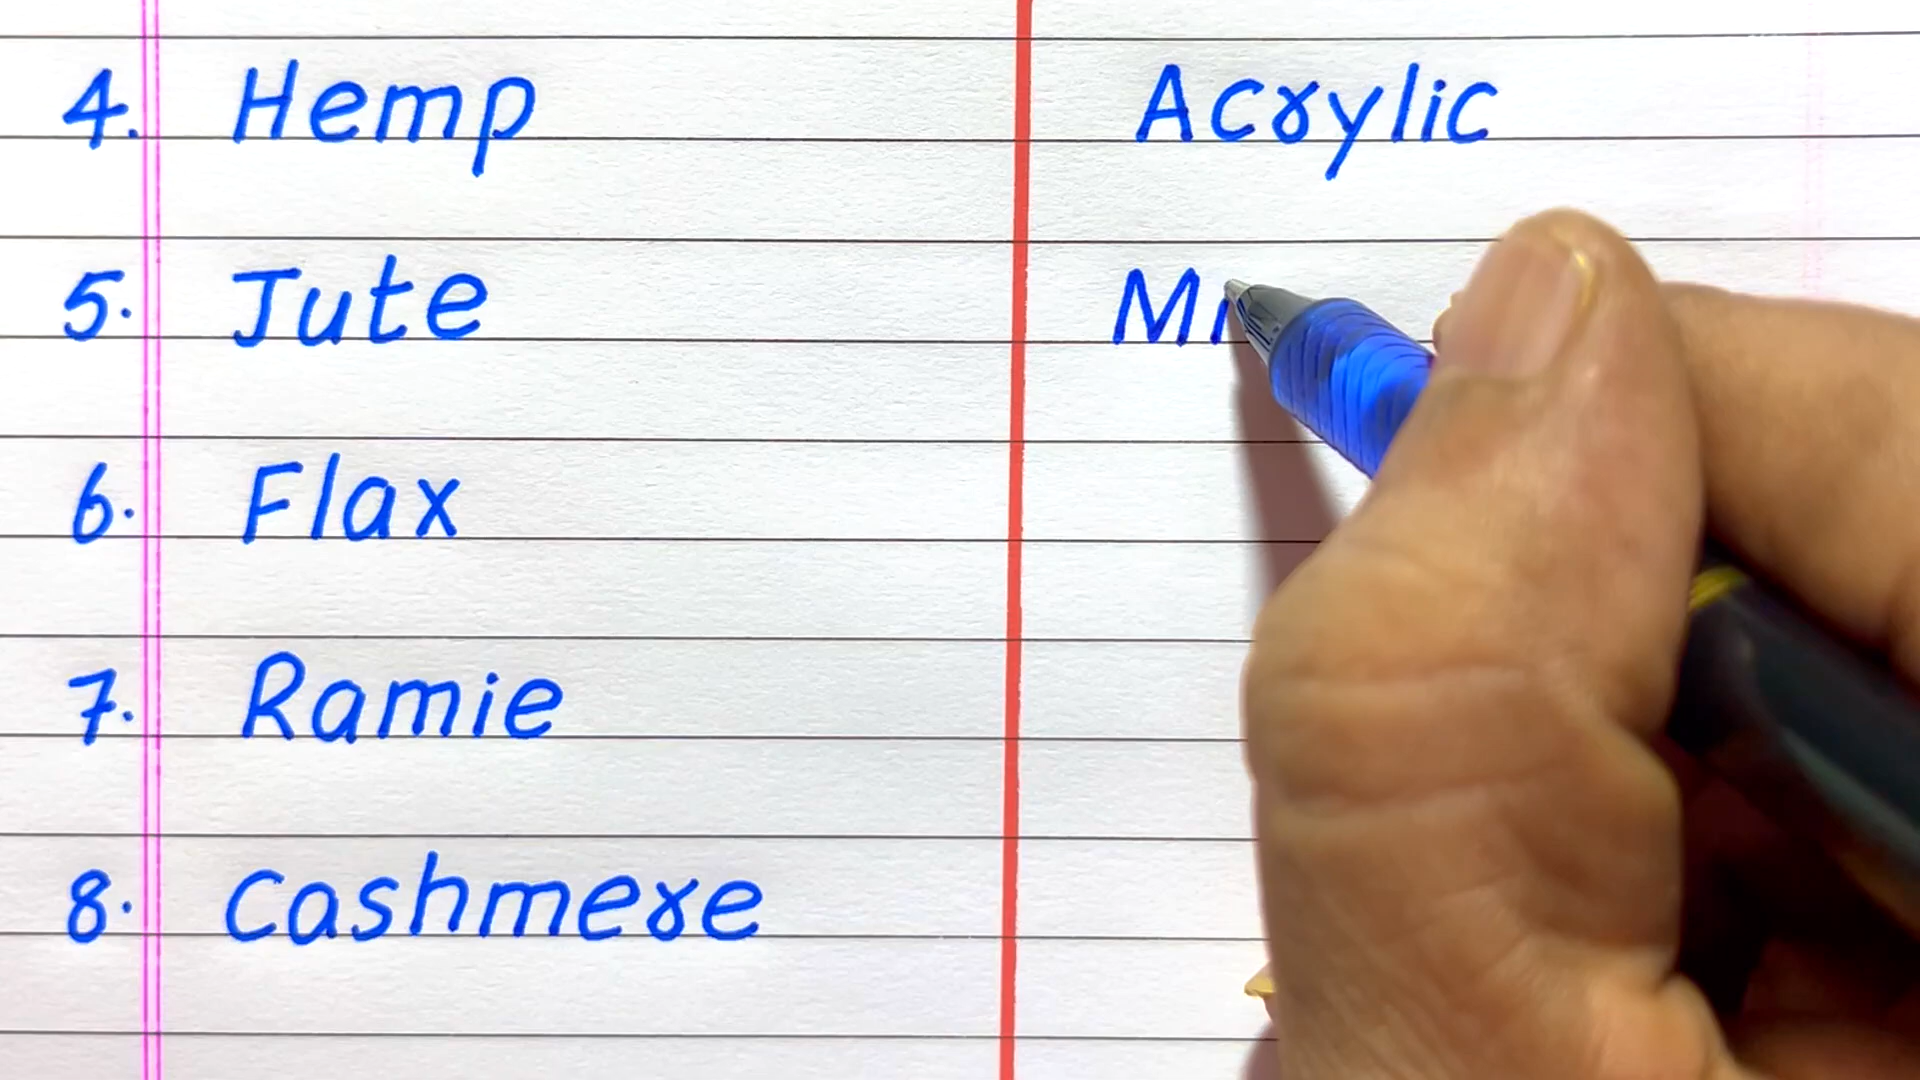 4. Hemp Acrylic
5. Jute M
6. Flax
7. Ramie
8. Cashmere